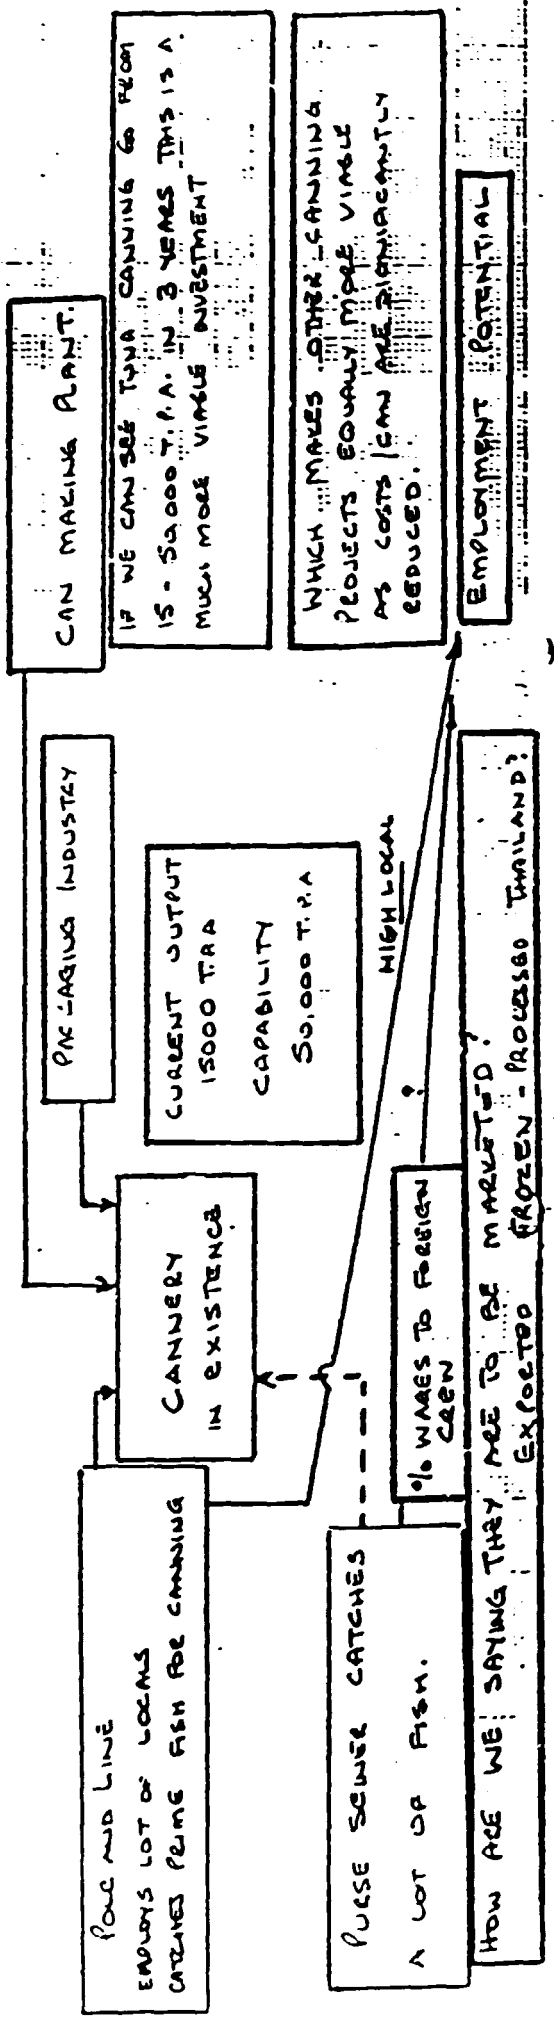 POLE AND LINE
EMPLOYS LOT OF LOCALS
CATCHES PRIME FISH FOR CANNING
PURSE SEINER CATCHES
A LOT OF FISH.
HOW ARE WE SAYING THEY ARE TO BE MARKETED?
EXPORTED FROZEN - PROCESSED THAILAND?
CANNERY
IN EXISTENCE
% WAGES TO FOREIGN
CREW
PACKAGING INDUSTRY
CURRENT OUTPUT
15000 T.P.A
CAPABILITY
50,000 T.P.A
HIGH LOCAL
CAN MAKING PLANT.
IF WE CAN SEE TUNA CANNING GO FROM
15 - 50,000 T.P.A. IN 3 YEARS THIS IS A
MUCH MORE VIABLE INVESTMENT
WHICH MAKES OTHER CANNING
PROJECTS EQUALLY MORE VIABLE
AS COSTS / CAN ARE SIGNIFICANTLY
REDUCED.
EMPLOYMENT POTENTIAL